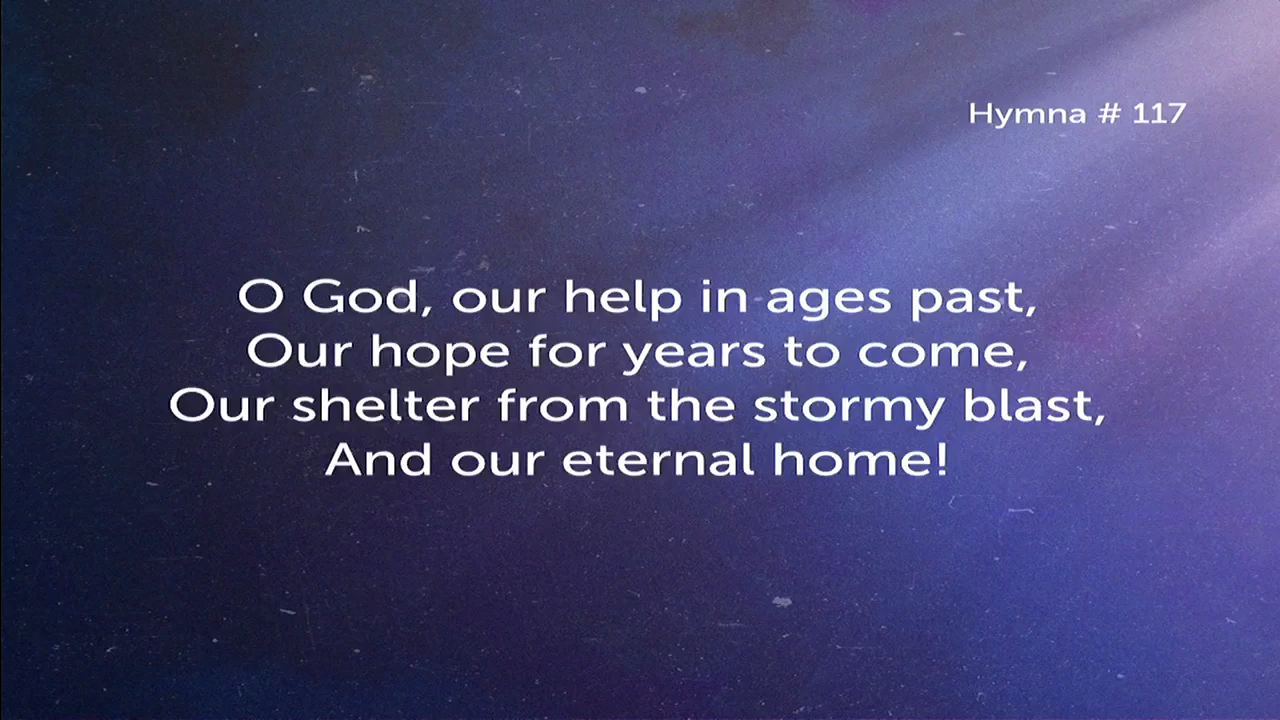 Hymna # 117
O God, our help in ages past,
Our hope for years to come,
Our shelter from the stormy blast,
And our eternal home!